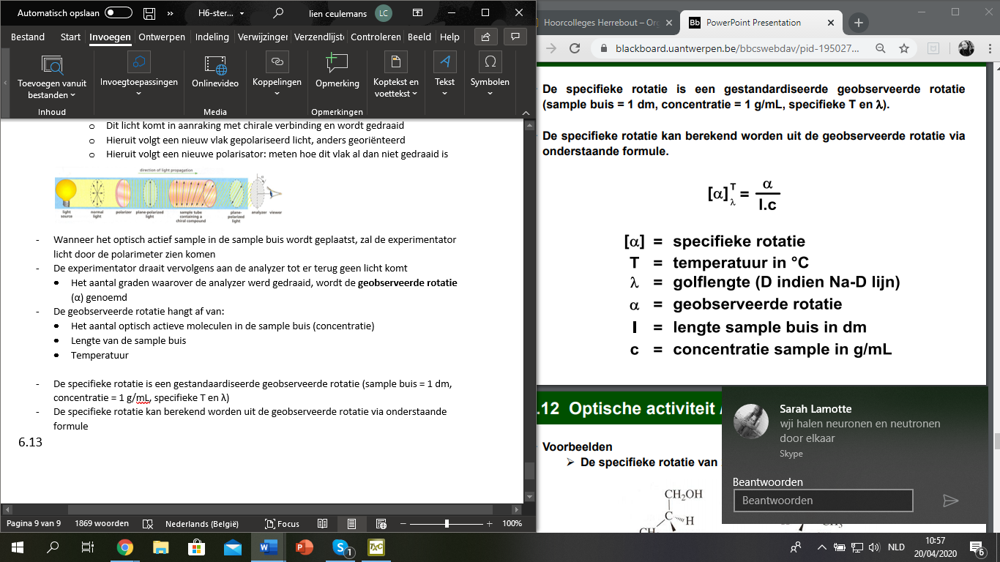 Automatisch opslaan
H6-ster...
lien ceulemans
LC
Bestand Start Invoegen Ontwerpen Indeling Verwijzinger Verzendlijst Controleren Beeld Help
Toevoegen vanuit
bestanden
Invoegtoepassingen
Onlinevideo
Koppelingen
Opmerking
Koptekst en
voettekst
Tekst
Symbolen
Inhoud
Media
Opmerkingen
o Dit licht komt in aanraking met chirale verbinding en wordt gedraaid
o Hieruit volgt een nieuw vlak gepolariseerd licht, anders georiënteerd
o Hieruit volgt een nieuwe polarisator: meten hoe dit vlak al dan niet gedraaid is
direction of light propagation
light
source
normal
light
polarizer
plane-polarized
light
sample tube
containing a
chiral compound
plane-
polarized
light
analyzer
viewer
- Wanneer het optisch actief sample in de sample buis wordt geplaatst, zal de experimentator
licht door de polarimeter zien komen
- De experimentator draait vervolgens aan de analyzer tot er terug geen licht komt
• Het aantal graden waarover de analyzer werd gedraaid, wordt de geobserveerde rotatie
(α) genoemd
- De geobserveerde rotatie hangt af van:
• Het aantal optisch actieve moleculen in de sample buis (concentratie)
• Lengte van de sample buis
• Temperatuur
- De specifieke rotatie is een gestandaardiseerde geobserveerde rotatie (sample buis = 1 dm,
concentratie = 1 g/mL, specifieke T en λ)
- De specifieke rotatie kan berekend worden uit de geobserveerde rotatie via onderstaande
formule
6.13
Pagina 9 van 9 1869 woorden Nederlands (België) Focus 100%
Hoorcolleges Herrebout – Or
Bb PowerPoint Presentation
blackboard.uantwerpen.be/bbcswebdav/pid-195027...
De specifieke rotatie is een gestandardiseerde geobserveerde rotatie
(sample buis = 1 dm, concentratie = 1 g/mL, specifieke T en λ).
De specifieke rotatie kan berekend worden uit de geobserveerde rotatie via
onderstaande formule.
[α] T λ = α / l.c
[α] = specifieke rotatie
T = temperatuur in °C
λ = golflengte (D indien Na-D lijn)
α = geobserveerde rotatie
l = lengte sample buis in dm
c = concentratie sample in g/mL
.12 Optische activiteit
Voorbeelden
➢ De specifieke rotatie van
CH₂OH
C
H
CH
Sarah Lamotte
wji halen neuronen en neutronen
door elkaar
Skype
Beantwoorden
Beantwoorden
1
NLD
10:57
20/04/2020
6